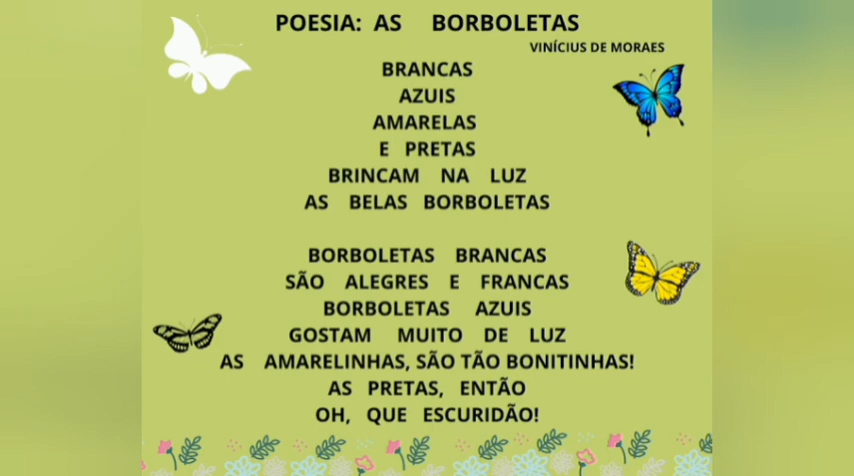 POESIA: AS BORBOLETAS
VINÍCIUS DE MORAES
BRANCAS
AZUIS
AMARELAS
E PRETAS
BRINCAM NA LUZ
AS BELAS BORBOLETAS
BORBOLETAS BRANCAS
SÃO ALEGRES E FRANCAS
BORBOLETAS AZUIS
GOSTAM MUITO DE LUZ
AS AMARELINHAS, SÃO TÃO BONITINHAS!
AS PRETAS, ENTÃO
OH, QUE ESCURIDÃO!